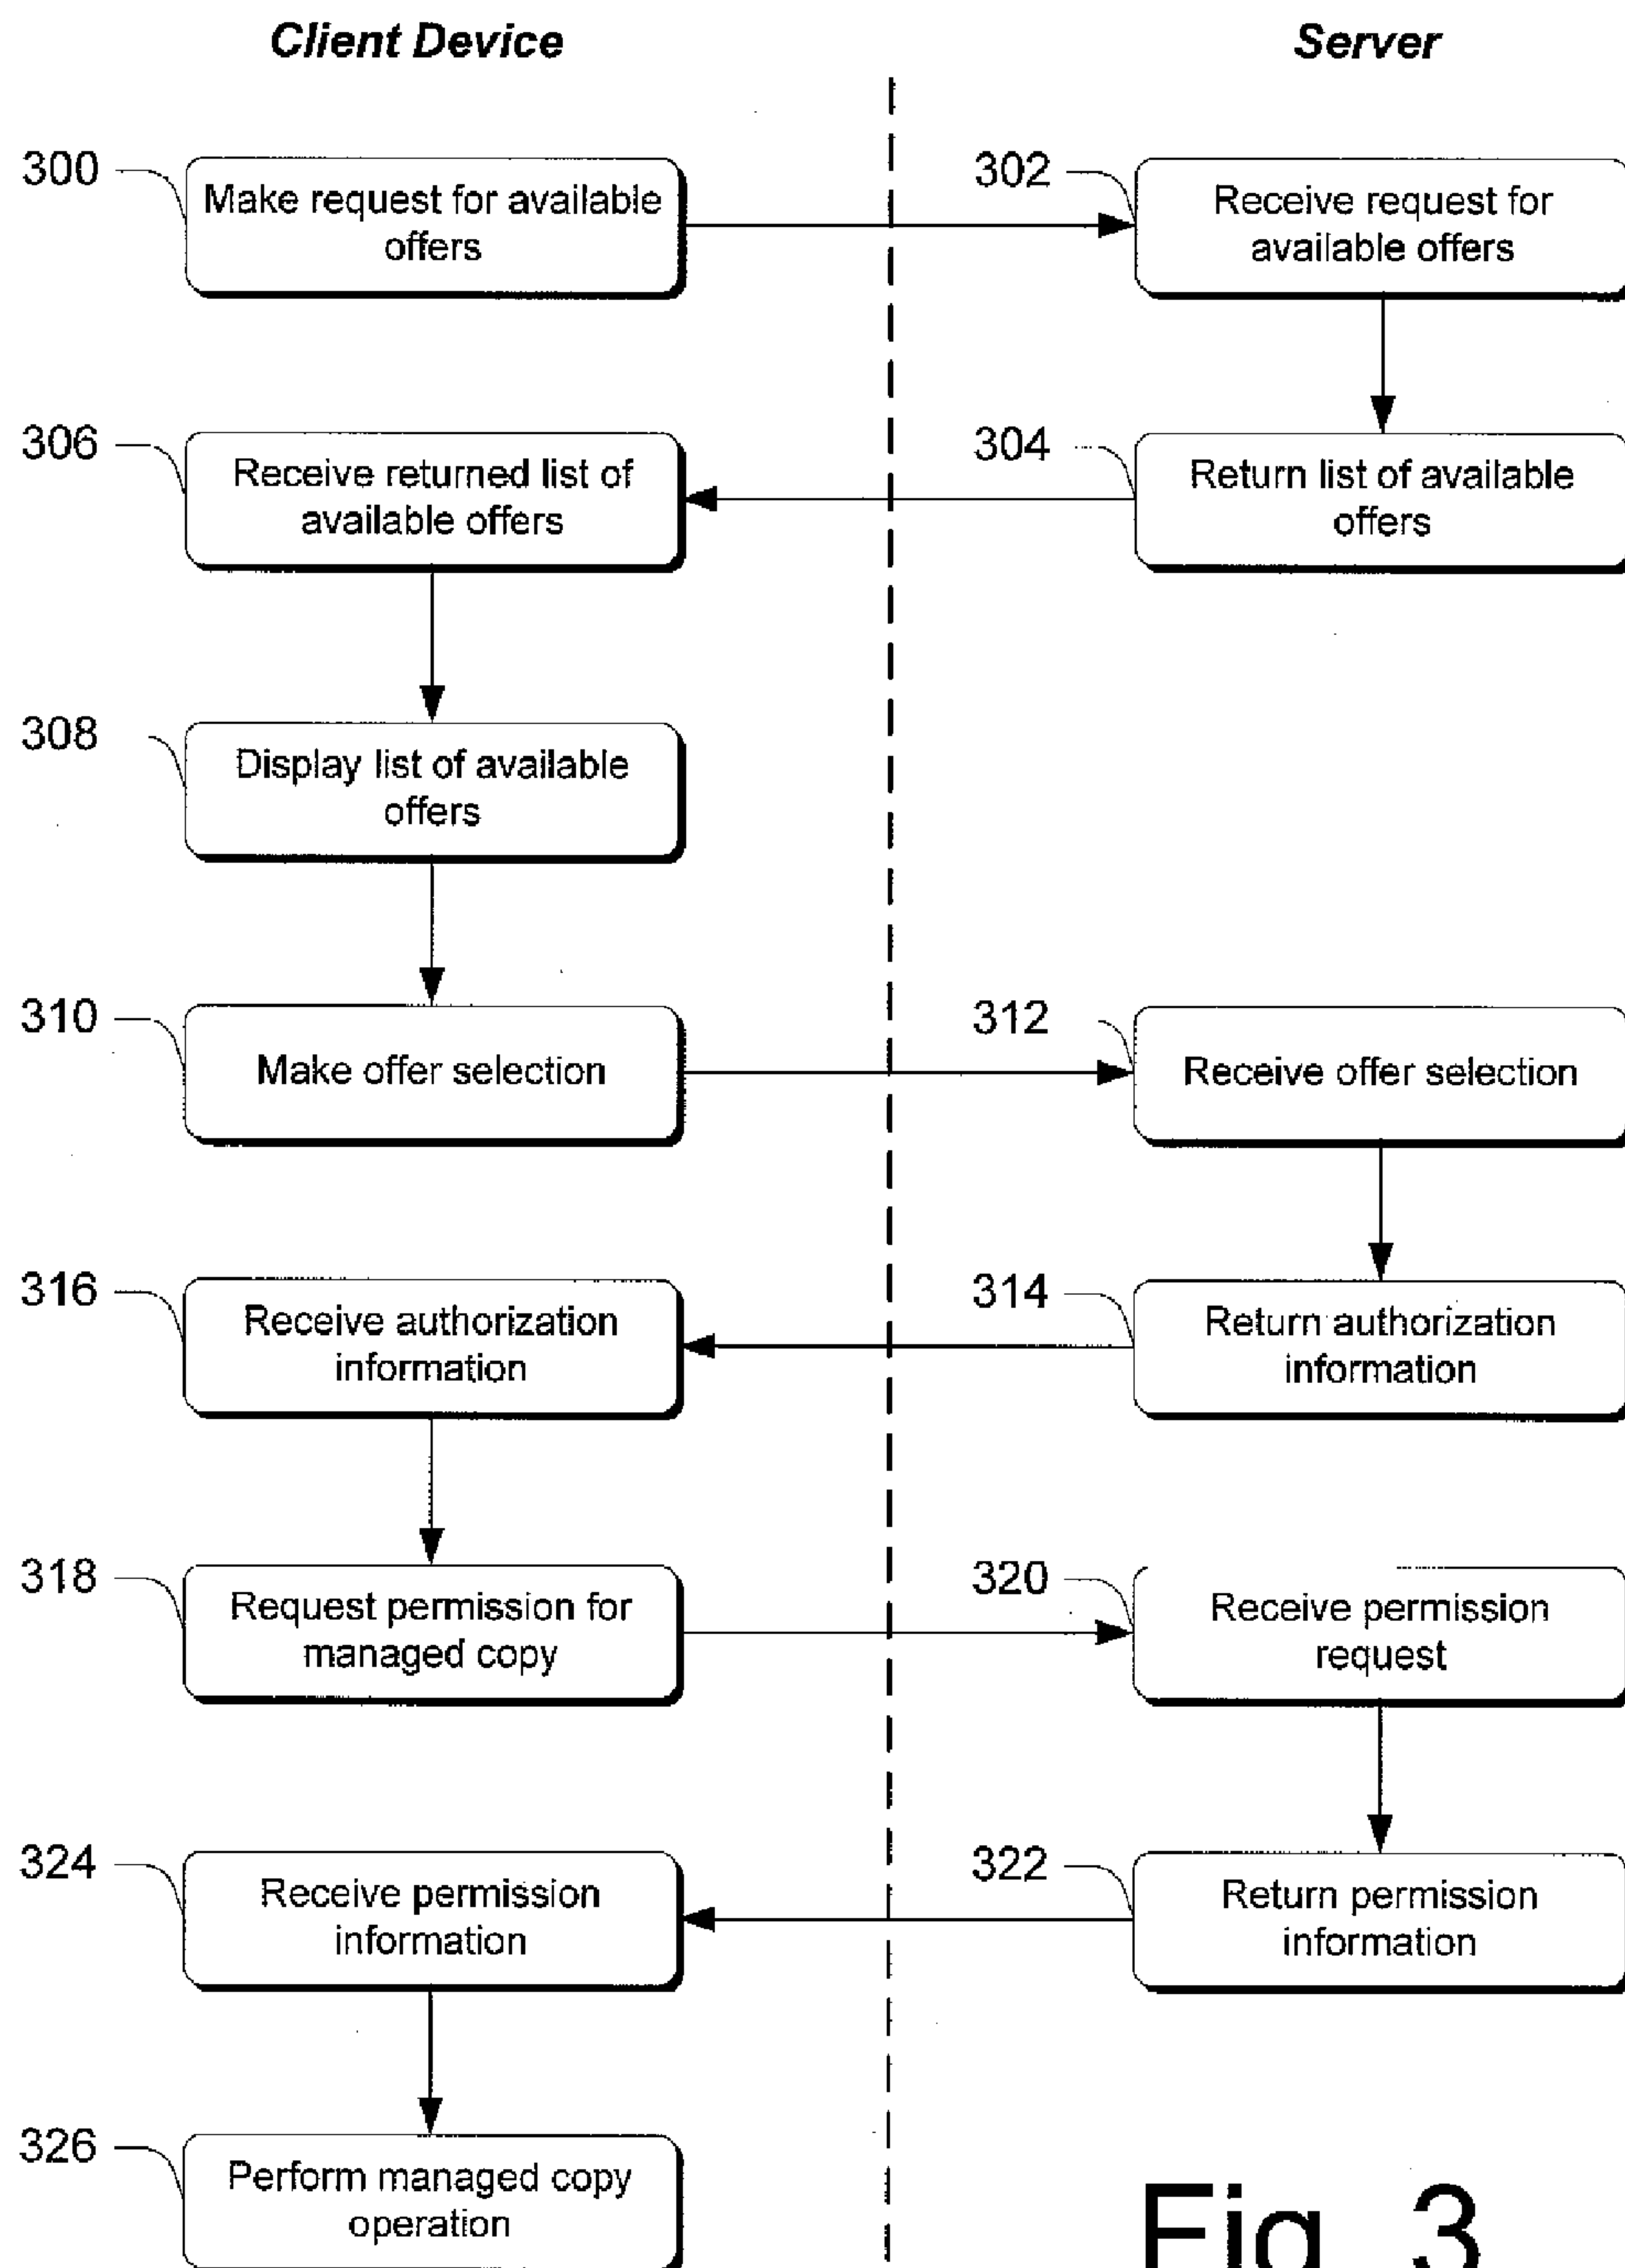 Client Device
Server
300
Make request for available
offers
302
Receive request for
available offers
306
Receive returned list of
available offers
304
Return list of available
offers
308
Display list of available
offers
310
Make offer selection
312
Receive offer selection
316
Receive authorization
information
314
Return authorization
information
318
Request permission for
managed copy
320
Receive permission
request
324
Receive permission
information
322
Return permission
information
326
Perform managed copy
operation
Fig. 3